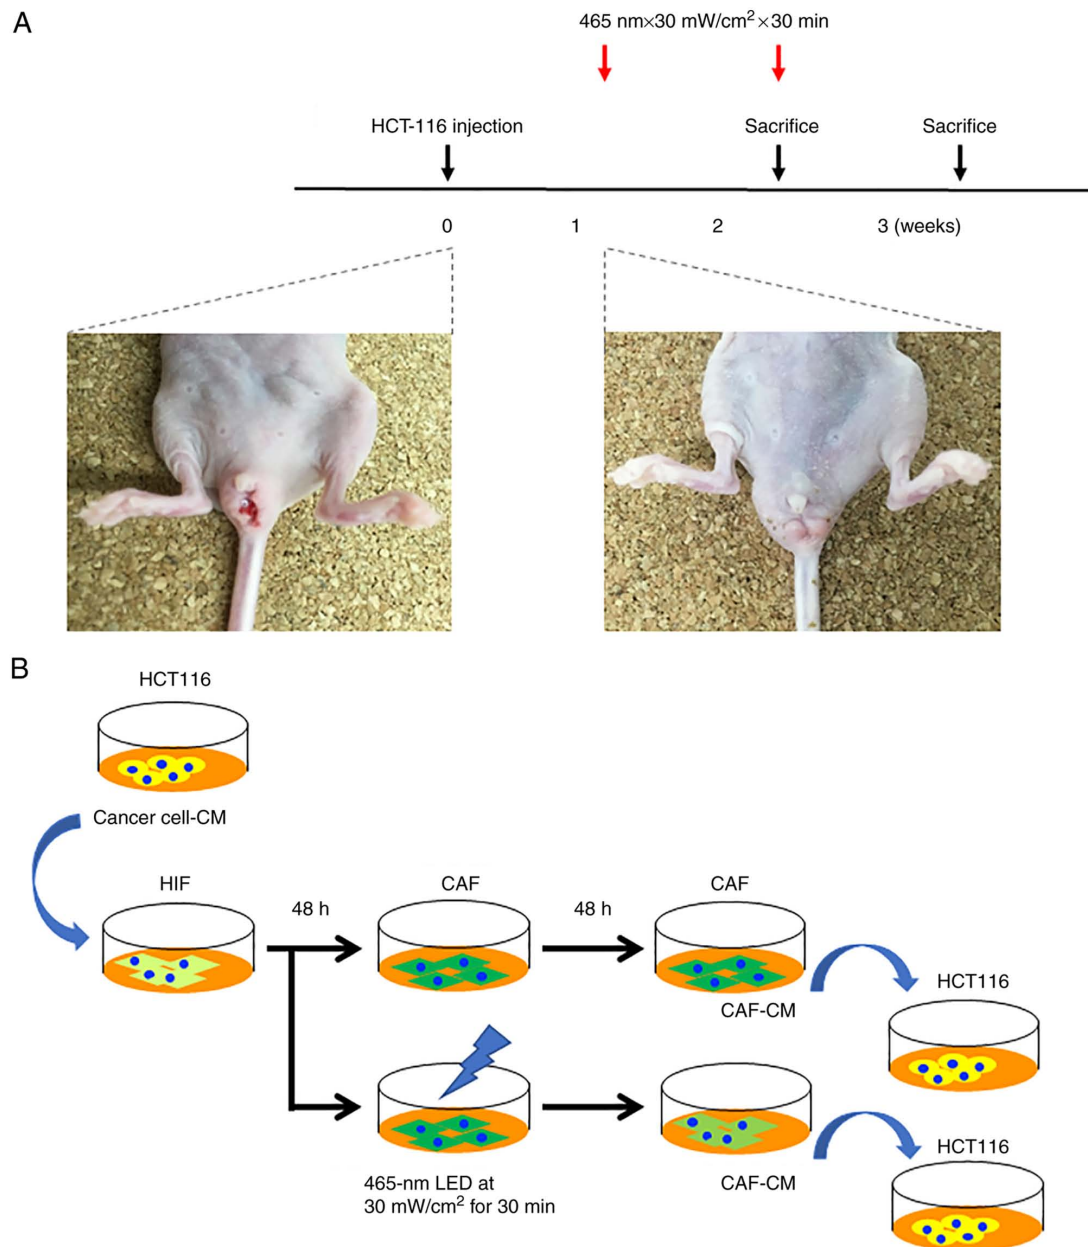 A
465 nm×30 mW/cm²×30 min
HCT-116 injection
Sacrifice
Sacrifice
0
1
2
3 (weeks)
B
HCT116
Cancer cell-CM
HIF
48 h
CAF
48 h
CAF
CAF-CM
HCT116
465-nm LED at
30 mW/cm² for 30 min
CAF-CM
HCT116